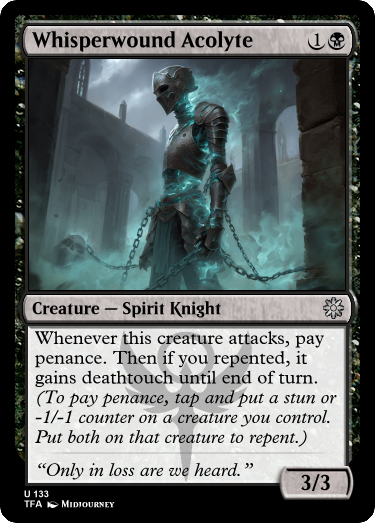 Whisperwound Acolyte 1
Creature — Spirit Knight
Whenever this creature attacks, pay
penance. Then if you repented, it
gains deathtouch until end of turn.
(To pay penance, tap and put a stun or
-1/-1 counter on a creature you control.
Put both on that creature to repent.)
“Only in loss are we heard.”
3/3
U 133
TFA Midjourney